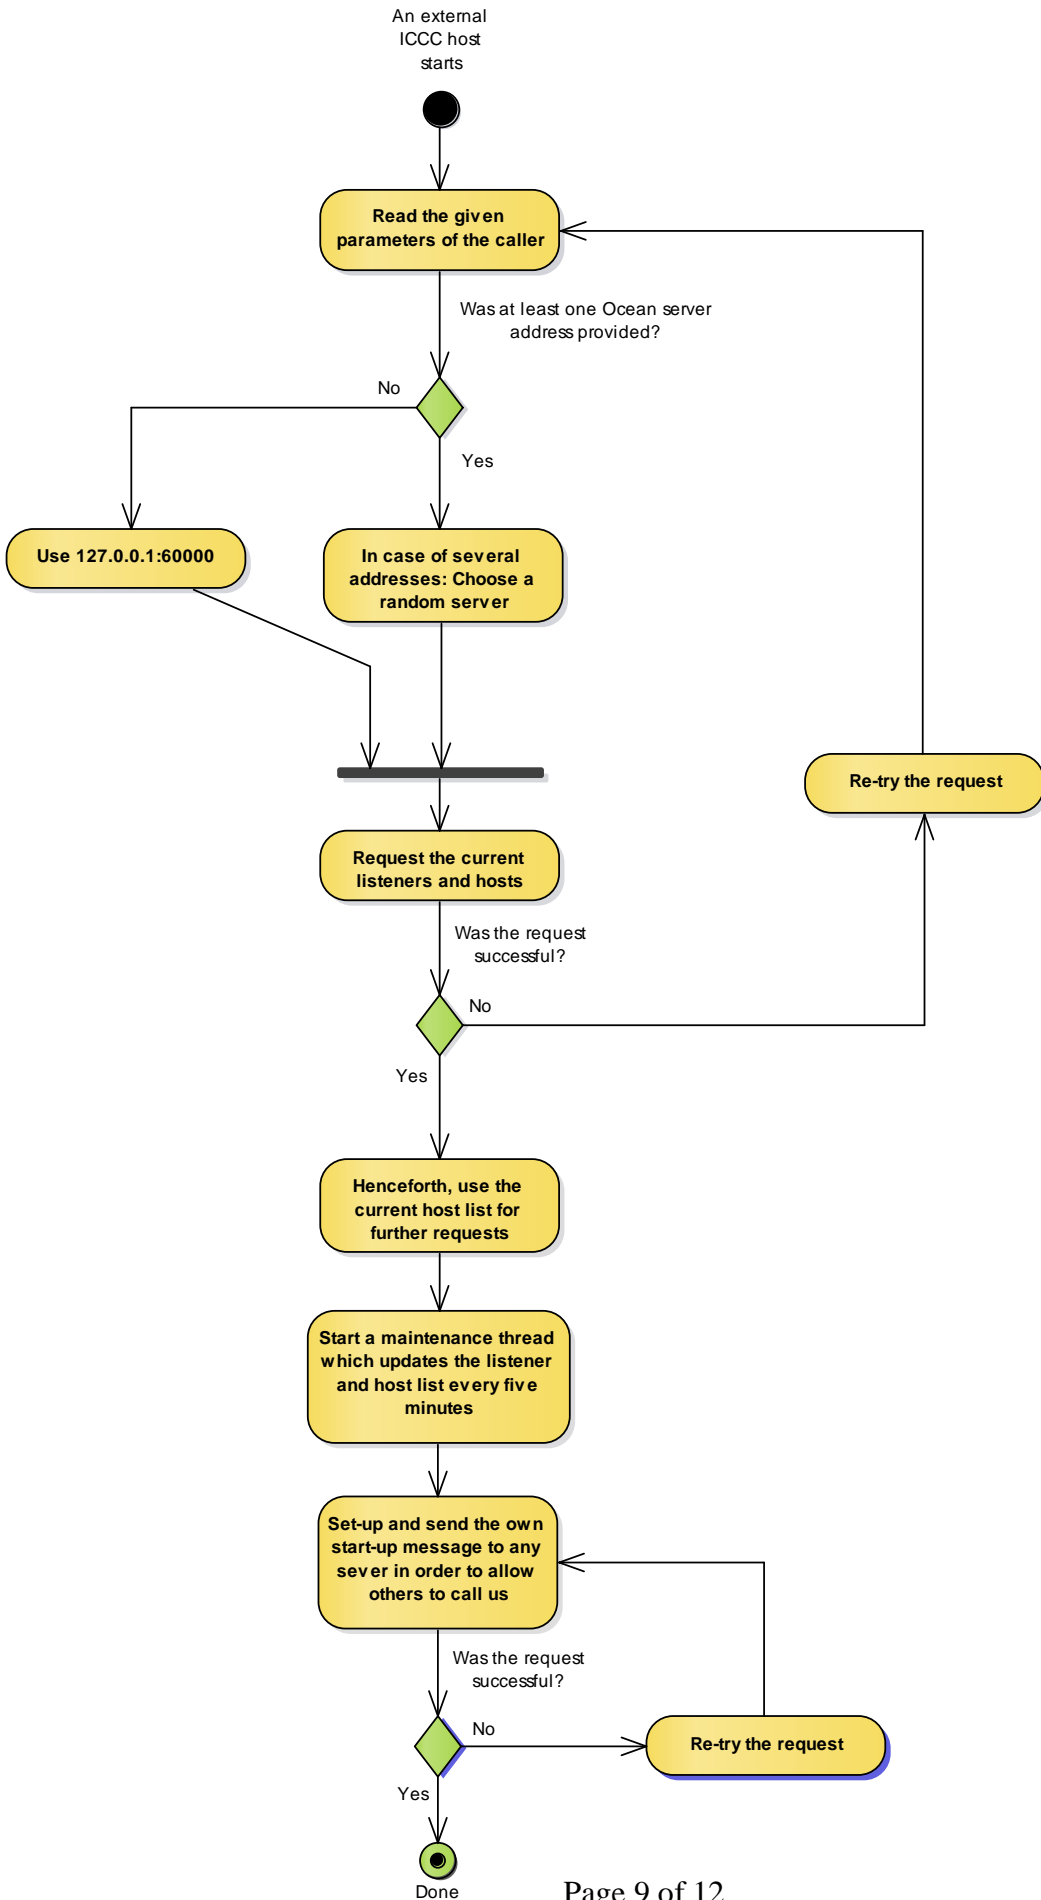 An external
ICCC host
starts
Read the given
parameters of the caller
Was at least one Ocean server
address provided?
No
Yes
Use 127.0.0.1:60000
In case of several
addresses: Choose a
random server
Re-try the request
Request the current
listeners and hosts
Was the request
successful?
No
Yes
Henceforth, use the
current host list for
further requests
Start a maintenance thread
which updates the listener
and host list every five
minutes
Set-up and send the own
start-up message to any
sever in order to allow
others to call us
Was the request
successful?
No
Re-try the request
Yes
Done
Page 9 of 12